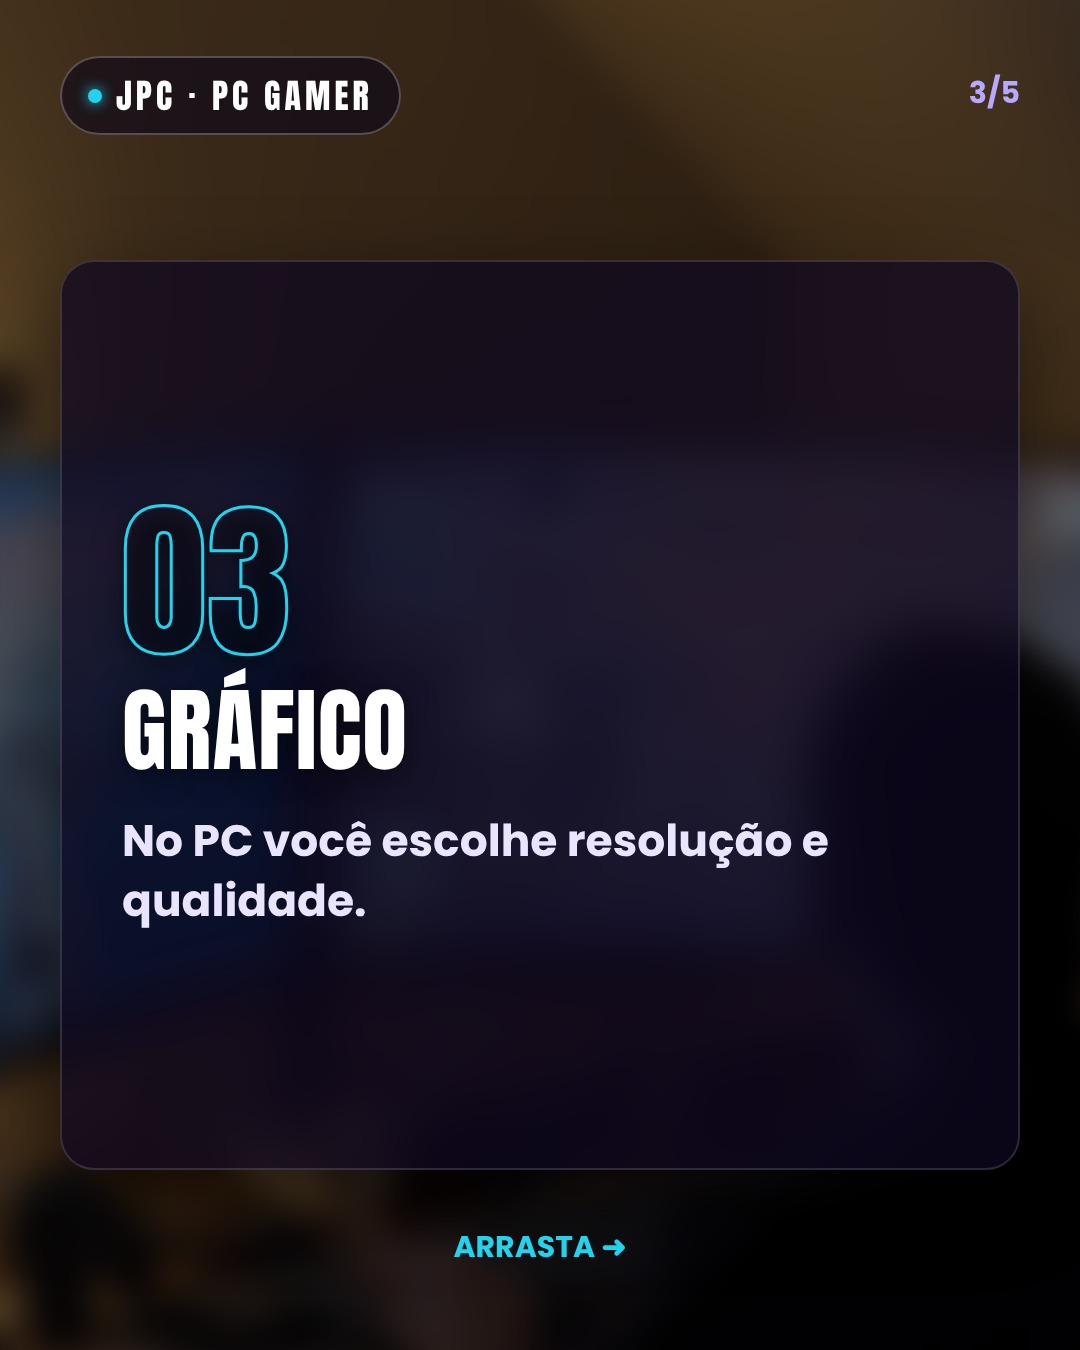 JPC · PC GAMER
3/5
03
GRÁFICO
No PC você escolhe resolução e
qualidade.
ARRASTA →